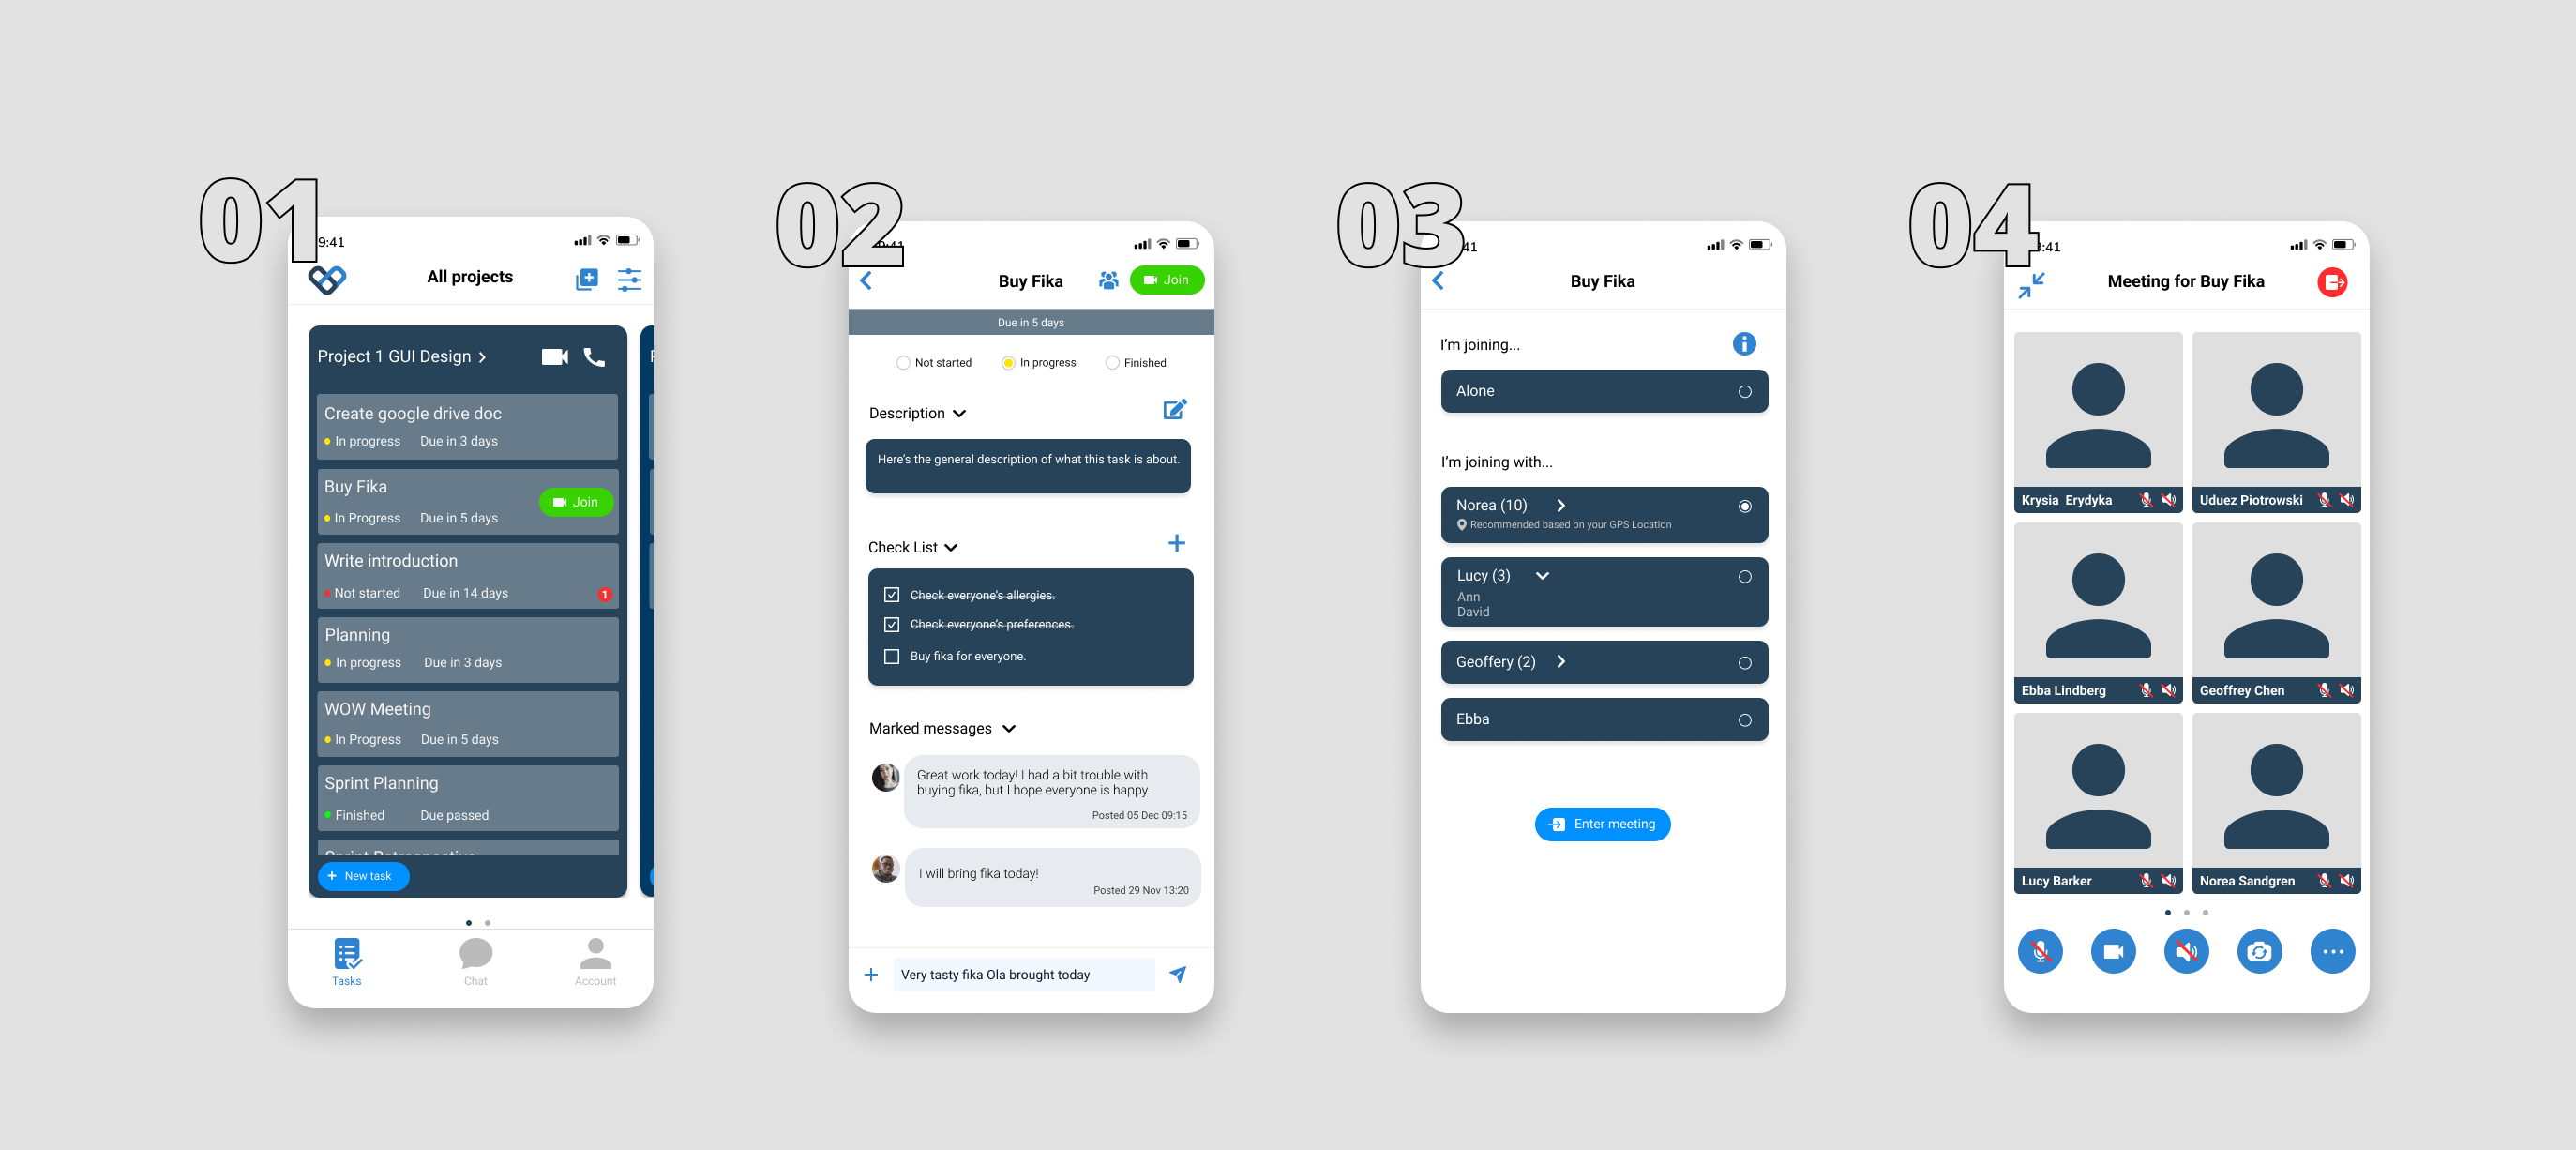 01
9:41
All projects
Project 1 GUI Design
Create google drive doc
In progress Due in 3 days
Buy Fika
In Progress Due in 5 days
Join
Write introduction
Not started Due in 14 days
1
Planning
In progress Due in 3 days
WOW Meeting
In Progress Due in 5 days
Sprint Planning
Finished Due passed
Sprint Retrospective
+ New task
Tasks
Chat
Account
02
9:41
Buy Fika
Join
Due in 5 days
Not started
In progress
Finished
Description
Here's the general description of what this task is about.
Check List
Check everyone's allergies.
Check everyone's preferences.
Buy fika for everyone.
Marked messages
Great work today! I had a bit trouble with
buying fika, but I hope everyone is happy.
Posted 05 Dec 09:15
I will bring fika today!
Posted 29 Nov 13:20
Very tasty fika Ola brought today
03
41
Buy Fika
I'm joining...
Alone
I'm joining with...
Norea (10)
Recommended based on your GPS Location
Lucy (3)
Ann
David
Geoffery (2)
Ebba
Enter meeting
04
9:41
Meeting for Buy Fika
Krysia Erydyka
Uduez Piotrowski
Ebba Lindberg
Geoffrey Chen
Lucy Barker
Norea Sandgren